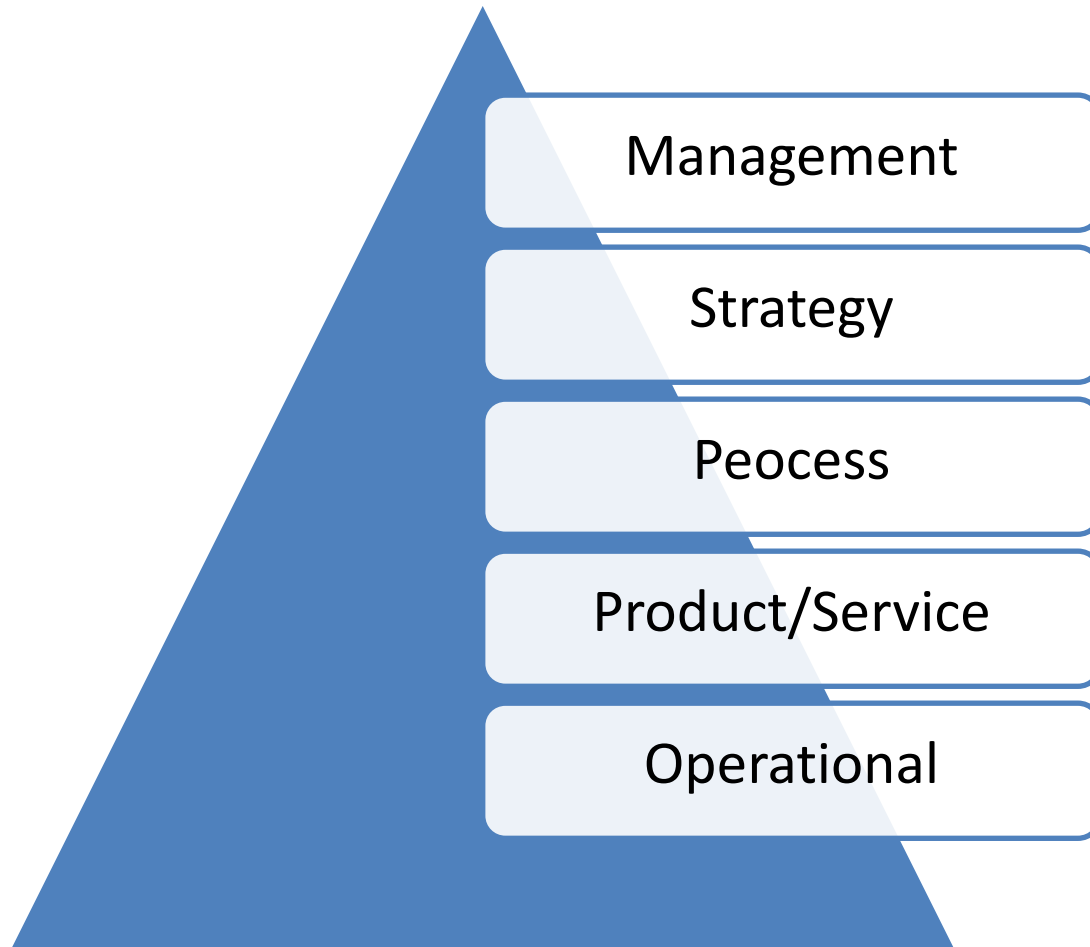 Management
Strategy
Peocess
Product/Service
Operational